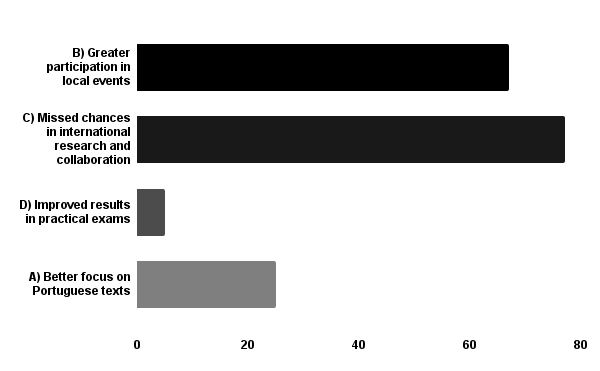 B) Greater
participation in
local events
C) Missed chances
in international
research and
collaboration
D) Improved results
in practical exams
A) Better focus on
Portuguese texts
0
20
40
60
80